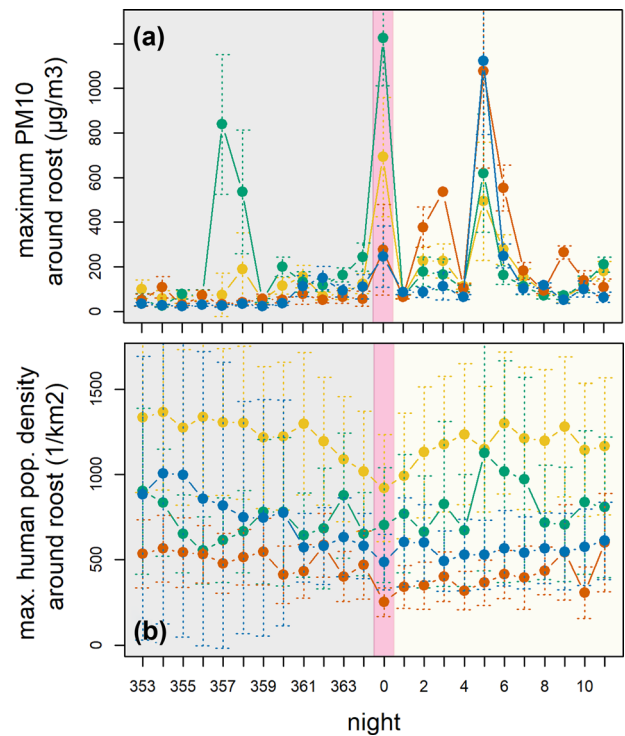 (a)
maximum PM10
around roost (µg/m3)
0 200 400 600 800 1000
(b)
max. human pop. density
around roost (1/km2)
0 500 1000 1500
353 355 357 359 361 363 0 2 4 6 8 10
night